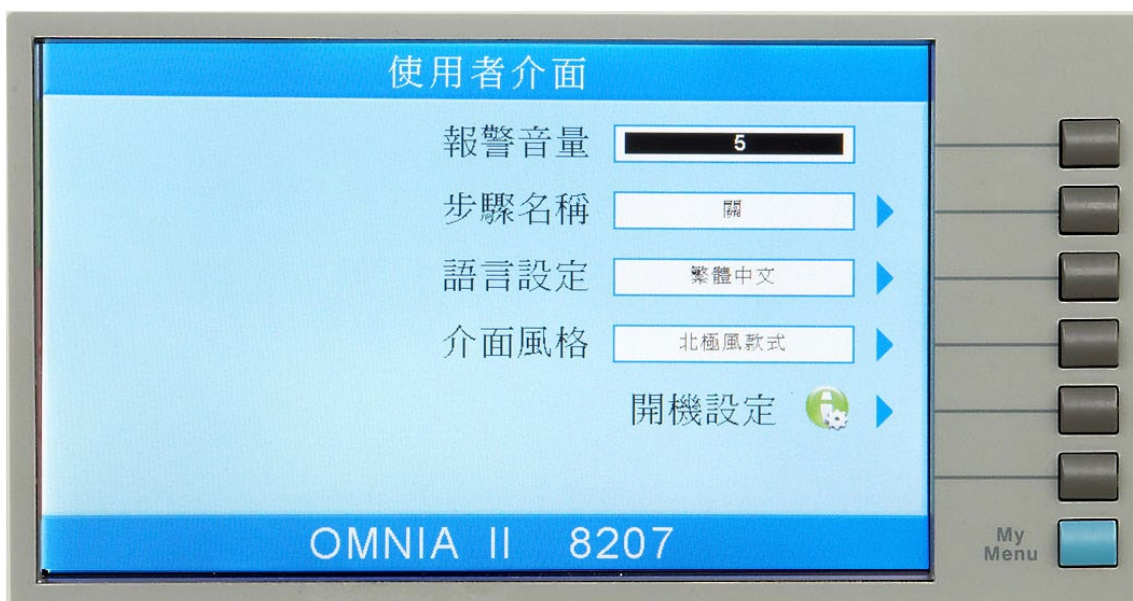 使用者介面
報警音量 5
步驟名稱 關
語言設定 繁體中文
介面風格 北極風款式
開機設定
OMNIA II 8207
My
Menu